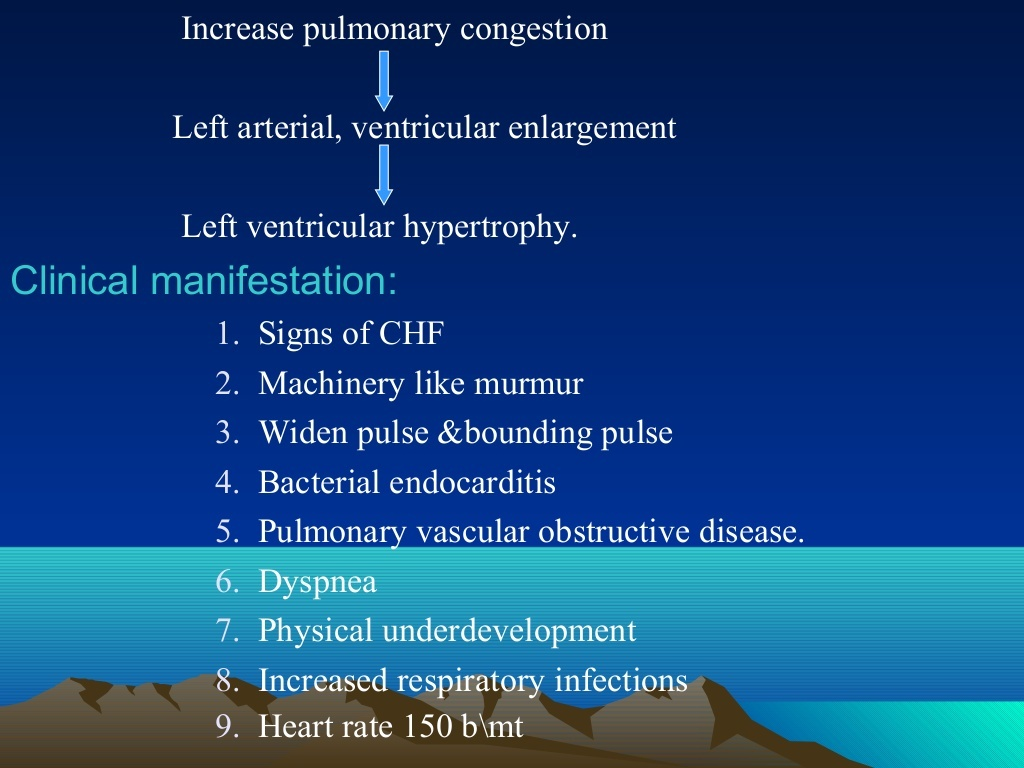 Increase pulmonary congestion
Left arterial, ventricular enlargement
Left ventricular hypertrophy.
Clinical manifestation:
1. Signs of CHF
2. Machinery like murmur
3. Widen pulse &bounding pulse
4. Bacterial endocarditis
5. Pulmonary vascular obstructive disease.
6. Dyspnea
7. Physical underdevelopment
8. Increased respiratory infections
9. Heart rate 150 b\mt